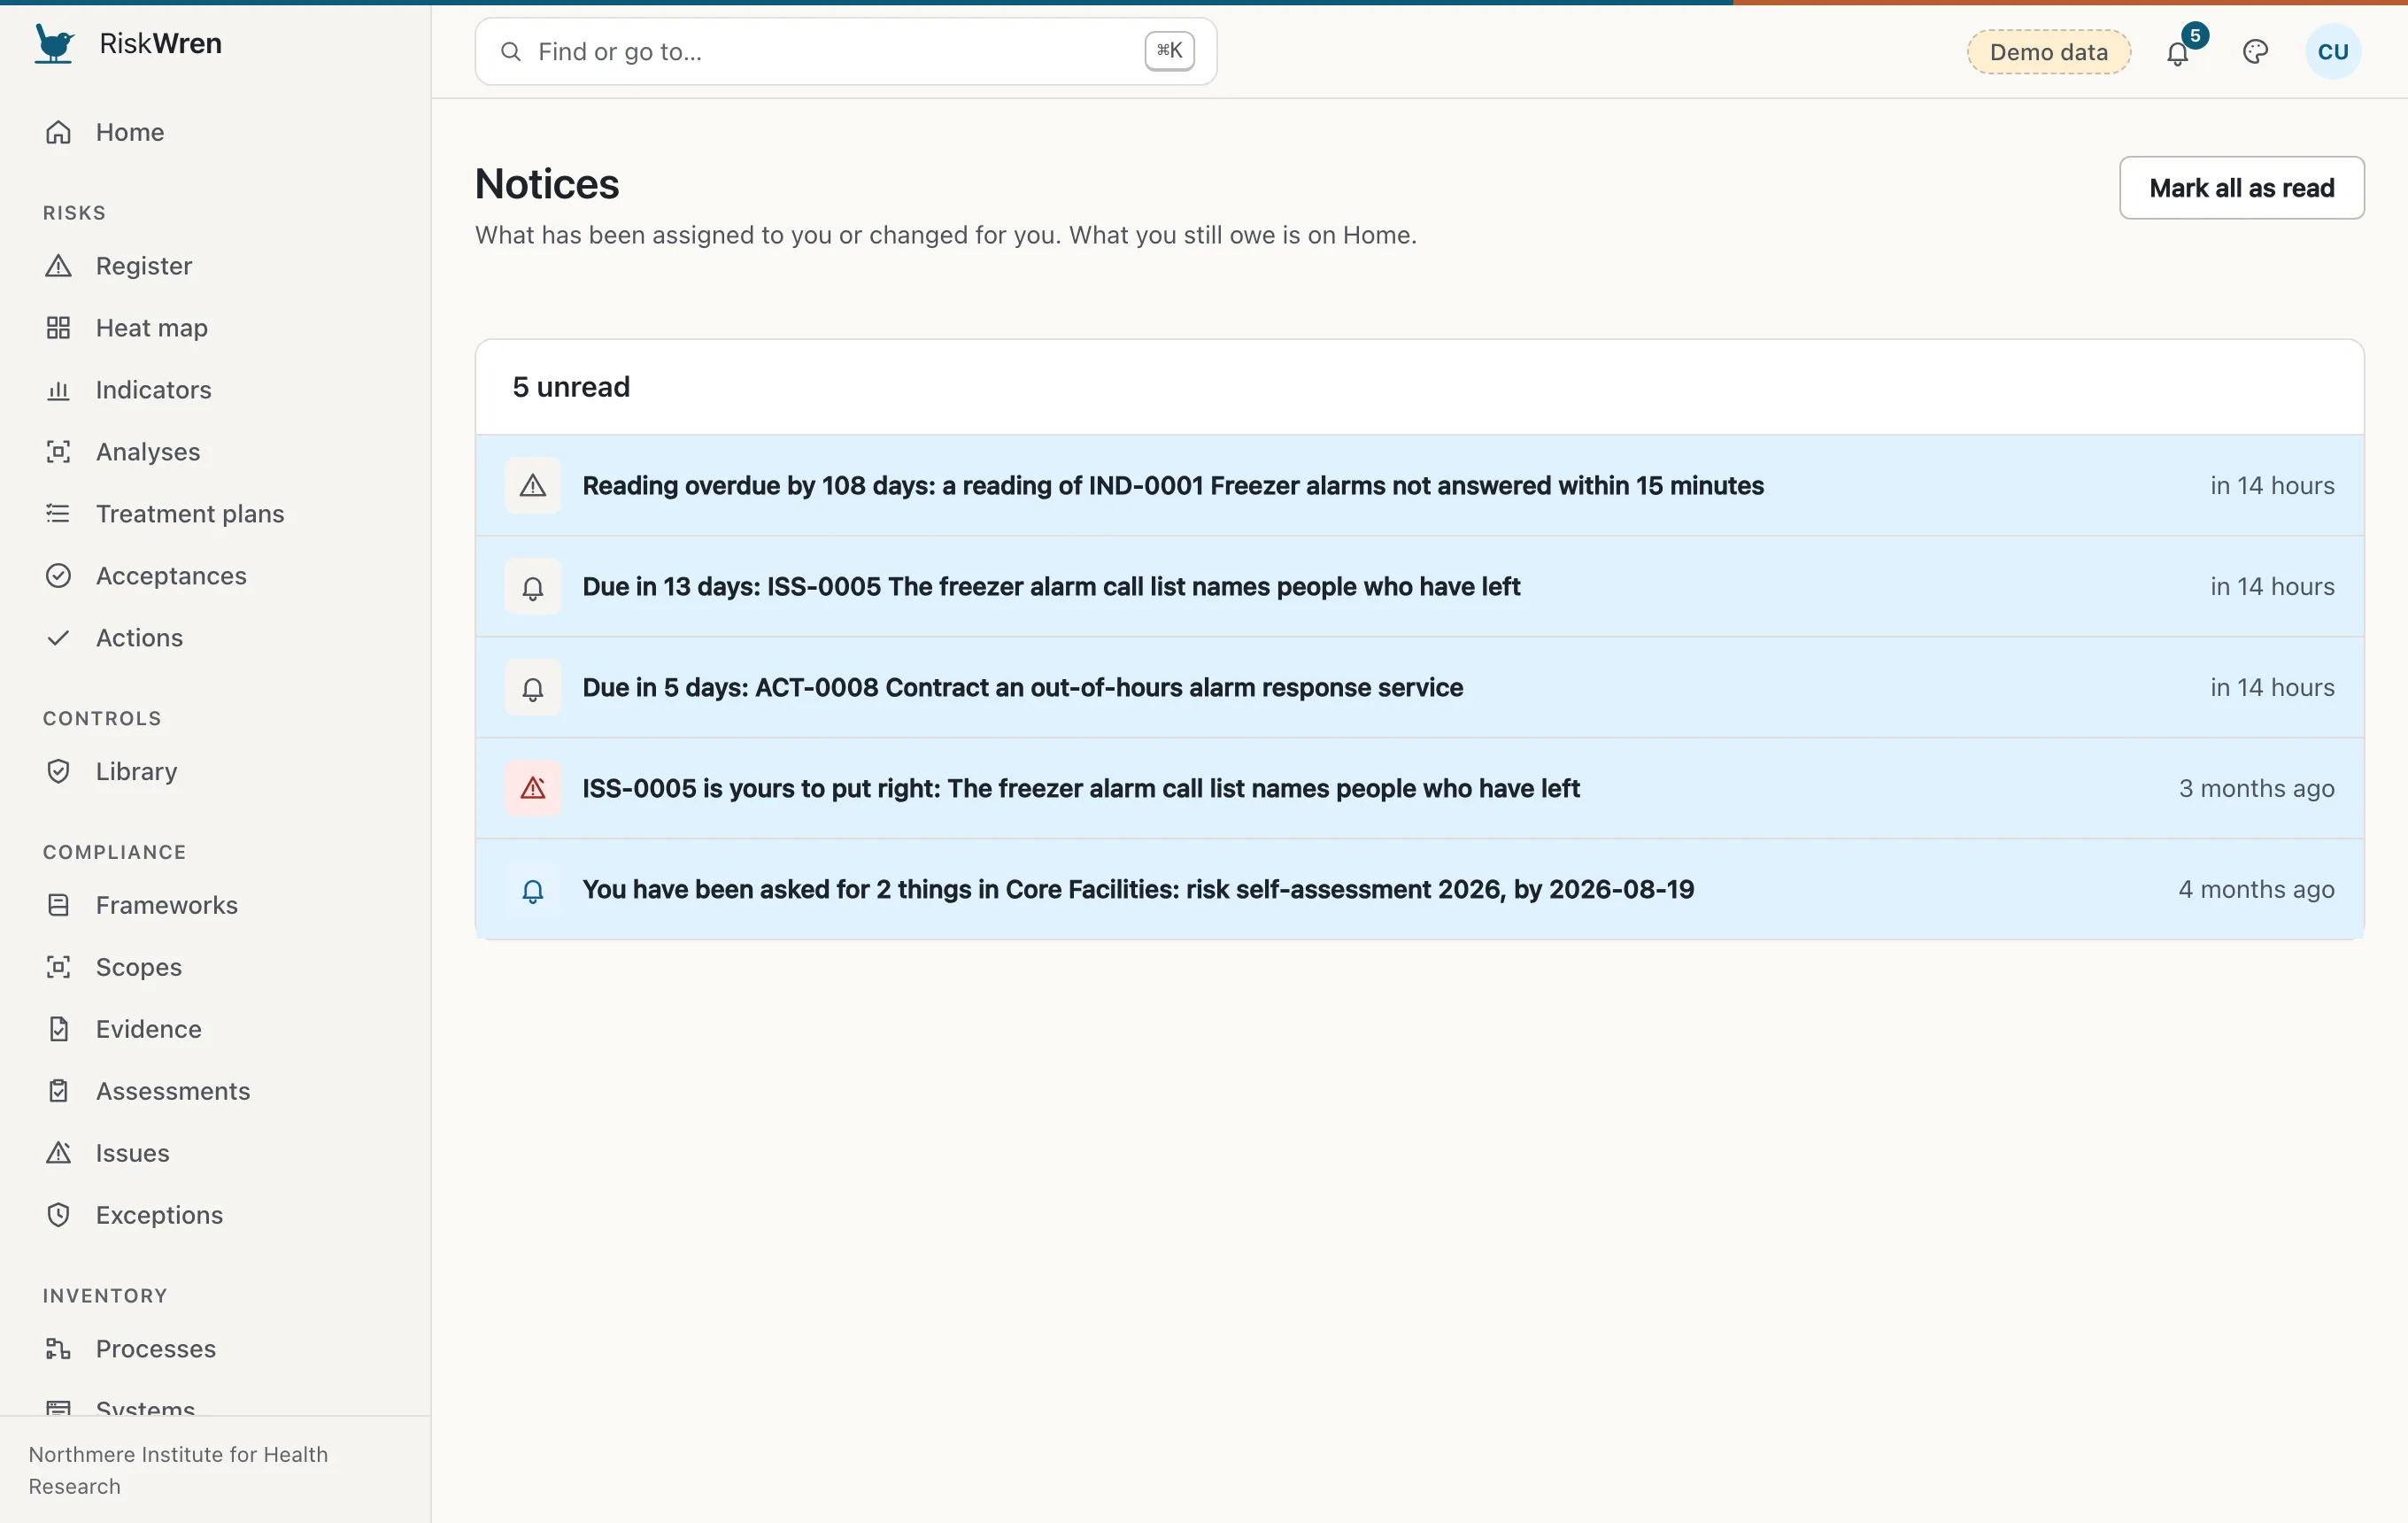 RiskWren
Find or go to...
⌘K
Demo data
5
CU
Home
RISKS
Register
Heat map
Indicators
Analyses
Treatment plans
Acceptances
Actions
CONTROLS
Library
COMPLIANCE
Frameworks
Scopes
Evidence
Assessments
Issues
Exceptions
INVENTORY
Processes
Systems
Northmere Institute for Health
Research
Notices
What has been assigned to you or changed for you. What you still owe is on Home.
Mark all as read
5 unread
Reading overdue by 108 days: a reading of IND-0001 Freezer alarms not answered within 15 minutes
in 14 hours
Due in 13 days: ISS-0005 The freezer alarm call list names people who have left
in 14 hours
Due in 5 days: ACT-0008 Contract an out-of-hours alarm response service
in 14 hours
ISS-0005 is yours to put right: The freezer alarm call list names people who have left
3 months ago
You have been asked for 2 things in Core Facilities: risk self-assessment 2026, by 2026-08-19
4 months ago